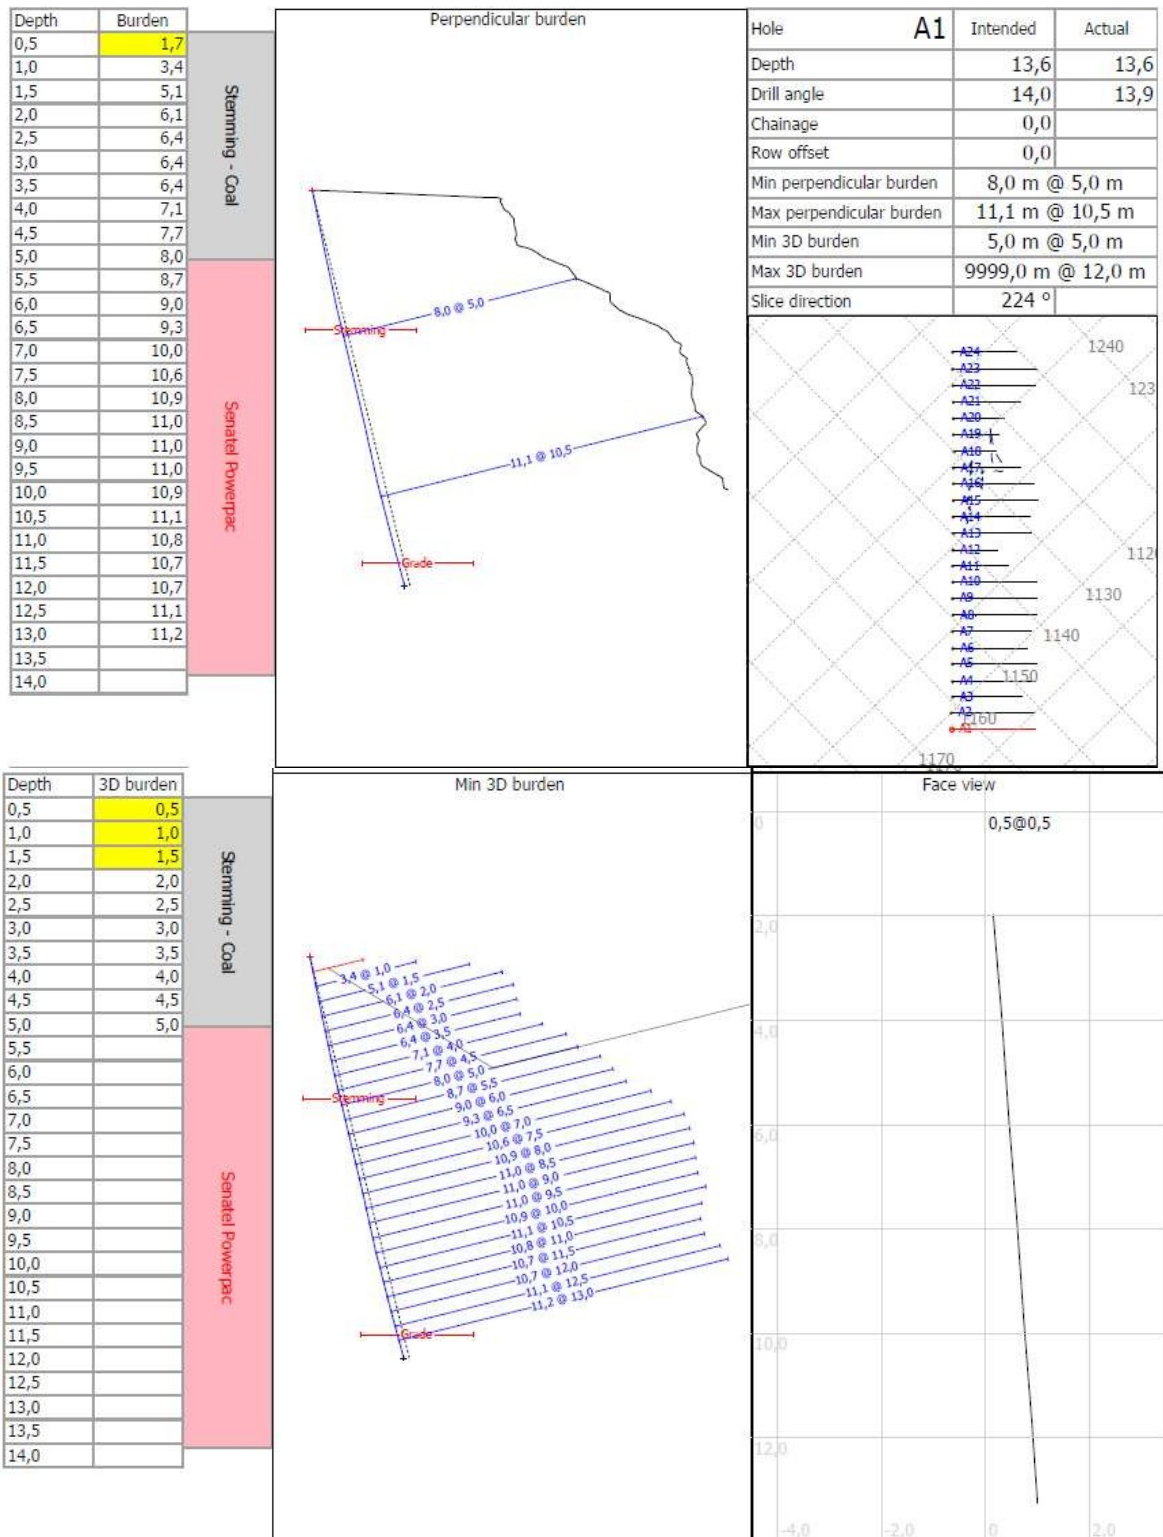 Depth Burden
0,5 1,7
1,0 3,4
1,5 5,1
2,0 6,1
2,5 6,4
3,0 6,4
3,5 6,4
4,0 7,1
4,5 7,7
5,0 8,0
5,5 8,7
6,0 9,0
6,5 9,3
7,0 10,0
7,5 10,6
8,0 10,9
8,5 11,0
9,0 11,0
9,5 11,0
10,0 10,9
10,5 11,1
11,0 10,8
11,5 10,7
12,0 10,7
12,5 11,1
13,0 11,2
13,5
14,0
Stemming - Coal
Senatel Powerpac
Perpendicular burden
8,0 @ 5,0
Stemming
11,1 @ 10,5
Grade
Hole A1 Intended Actual
Depth 13,6 13,6
Drill angle 14,0 13,9
Chainage 0,0
Row offset 0,0
Min perpendicular burden 8,0 m @ 5,0 m
Max perpendicular burden 11,1 m @ 10,5 m
Min 3D burden 5,0 m @ 5,0 m
Max 3D burden 9999,0 m @ 12,0 m
Slice direction 224 º
1240
123
A24
A23
A22
A21
A20
A19
A18
A17
A16
A15
A14
A13
A12
A11
A10
A9
A8
A7
A6
A5
A4
A3
A2
A1
1120
1130
1140
1150
1160
1170
Depth 3D burden
0,5 0,5
1,0 1,0
1,5 1,5
2,0 2,0
2,5 2,5
3,0 3,0
3,5 3,5
4,0 4,0
4,5 4,5
5,0 5,0
5,5
6,0
6,5
7,0
7,5
8,0
8,5
9,0
9,5
10,0
10,5
11,0
11,5
12,0
12,5
13,0
13,5
14,0
Stemming - Coal
Senatel Powerpac
Min 3D burden
3,4 @ 1,0
5,1 @ 1,5
6,1 @ 2,0
6,4 @ 2,5
6,4 @ 3,0
6,4 @ 3,5
7,1 @ 4,0
7,7 @ 4,5
8,0 @ 5,0
8,7 @ 5,5
9,0 @ 6,0
9,3 @ 6,5
10,0 @ 7,0
10,6 @ 7,5
10,9 @ 8,0
11,0 @ 8,5
11,0 @ 9,0
11,0 @ 9,5
10,9 @ 10,0
11,1 @ 10,5
10,8 @ 11,0
10,7 @ 11,5
10,7 @ 12,0
11,1 @ 12,5
11,2 @ 13,0
Stemming
Grade
Face view
0,5@0,5
0
2,0
4,0
6,0
8,0
10,0
12,0
-4,0 -2,0 0 2,0